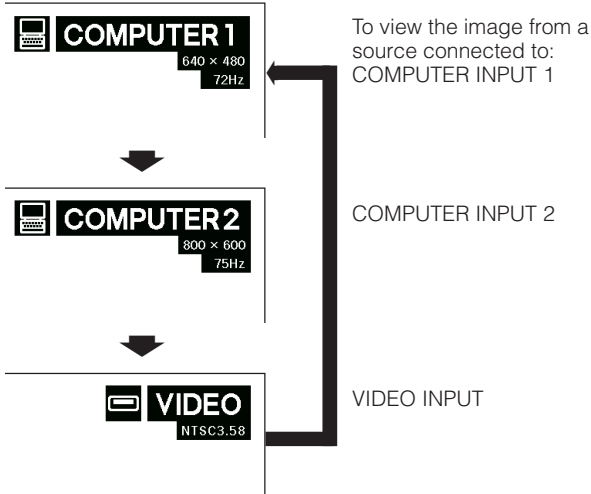 COMPUTER 1
640 × 480
72Hz
To view the image from a
source connected to:
COMPUTER INPUT 1
COMPUTER 2
800 × 600
75Hz
COMPUTER INPUT 2
VIDEO
NTSC3.58
VIDEO INPUT